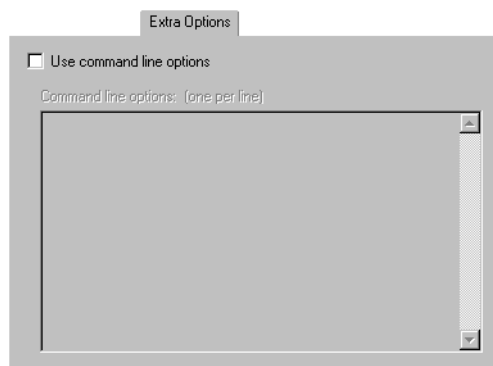 Extra Options
Use command line options
Command line options: (one per line)